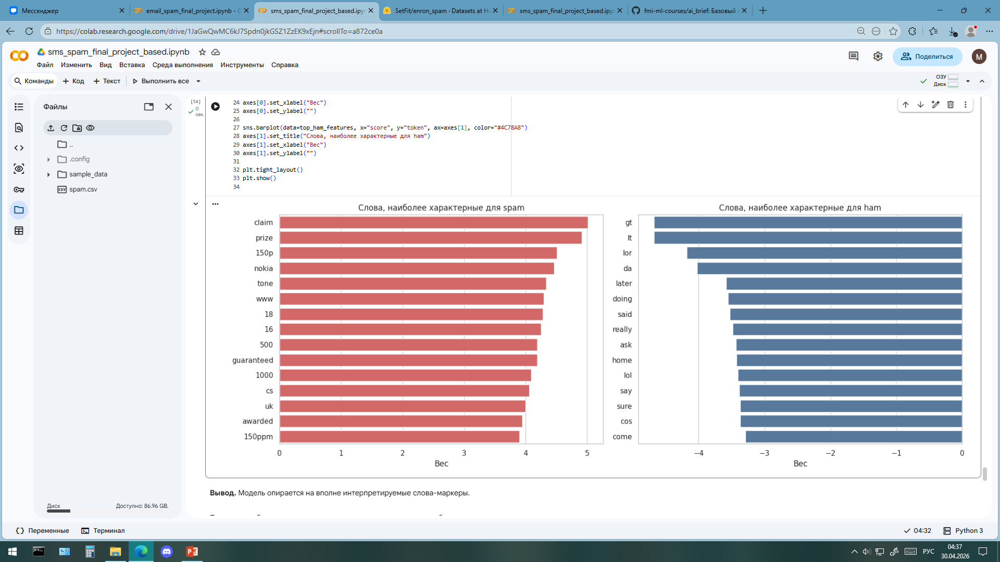 Мессенджер
email_spam_final_project.ipynb - C
sms_spam_final_project_based.ipyn
SetFit/enron_spam · Datasets at Hu
sms_spam_final_project_based.ipyn
fmi-ml-courses/ai_brief: Базовый
https://colab.research.google.com/drive/1JaGwQwMC6kJ7Spdn0jkGSZ1ZzEK9xEjn#scrollTo=a872ce0a
sms_spam_final_project_based.ipynb
Файл Изменить Вид Вставка Среда выполнения Инструменты Справка
Поделиться
M
Команды + Код + Текст Выполнить все
ОЗУ
Диск
Файлы
..
.config
sample_data
spam.csv
Диск
Доступно: 86.96 GB.
[54]
0
сек.
24 axes[0].set_xlabel("Вес")
25 axes[0].set_ylabel("")
26
27 sns.barplot(data=top_ham_features, x="score", y="token", ax=axes[1], color="#4C78A8")
28 axes[1].set_title("Слова, наиболее характерные для ham")
29 axes[1].set_xlabel("Вес")
30 axes[1].set_ylabel("")
31
32 plt.tight_layout()
33 plt.show()
34
Слова, наиболее характерные для spam
claim
prize
150p
nokia
tone
www
18
16
500
guaranteed
1000
cs
uk
awarded
150ppm
0 1 2 3 4 5
Вес
Слова, наиболее характерные для ham
gt
lt
lor
da
later
doing
said
really
ask
home
lol
say
sure
cos
come
−4 −3 −2 −1 0
Вес
Вывод. Модель опирается на вполне интерпретируемые слова-маркеры.
Переменные Терминал
04:32 Python 3
РУС
04:37
30.04.2026